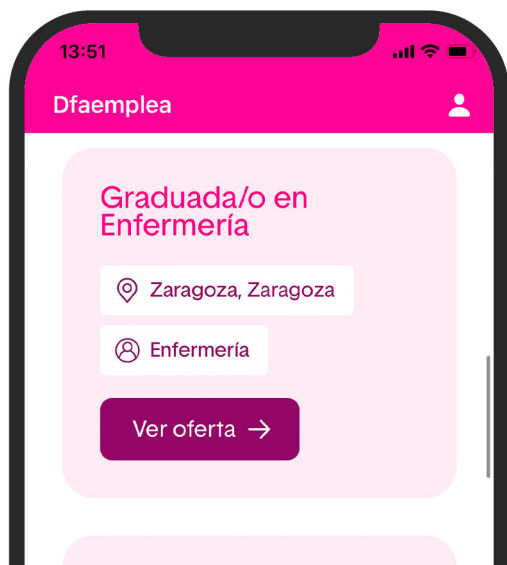 13:51
Dfaemplea
Graduada/o en
Enfermería
Zaragoza, Zaragoza
Enfermería
Ver oferta →